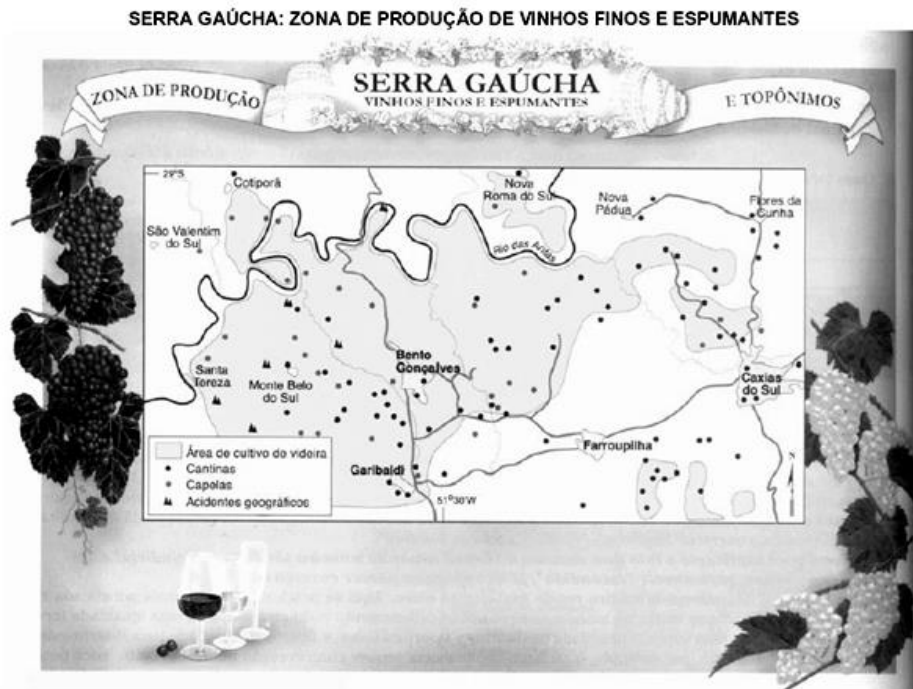 SERRA GAÚCHA: ZONA DE PRODUÇÃO DE VINHOS FINOS E ESPUMANTES
ZONA DE PRODUÇÃO
SERRA GAÚCHA
VINHOS FINOS E ESPUMANTES
E TOPÔNIMOS
29°S
Cotiporã
Nova
Roma do Sul
Nova
Pádua
Flores da
Cunha
São Valentim
do Sul
Rio das Antas
Santa
Tereza
Monte Belo
do Sul
Bento
Gonçalves
Caxias
do Sul
Farroupilha
Garibaldi
51°30'W
N
Área de cultivo de videira
Cantinas
Capelas
Acidentes geográficos